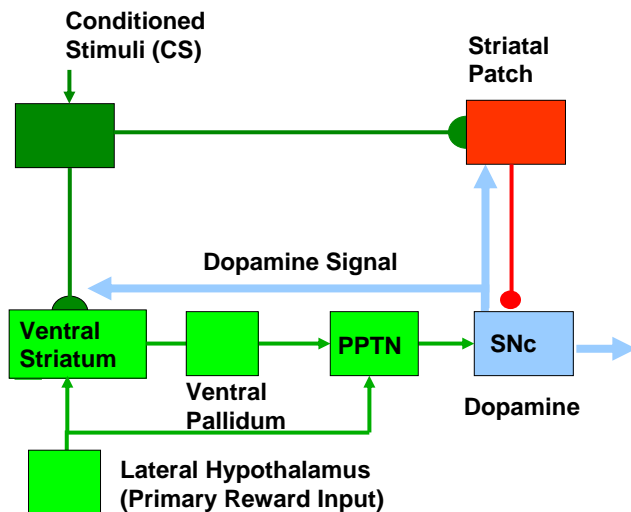 Conditioned
Stimuli (CS)
Striatal
Patch
Dopamine Signal
Ventral
Striatum
PPTN
SNc
Ventral
Pallidum
Dopamine
Lateral Hypothalamus
(Primary Reward Input)